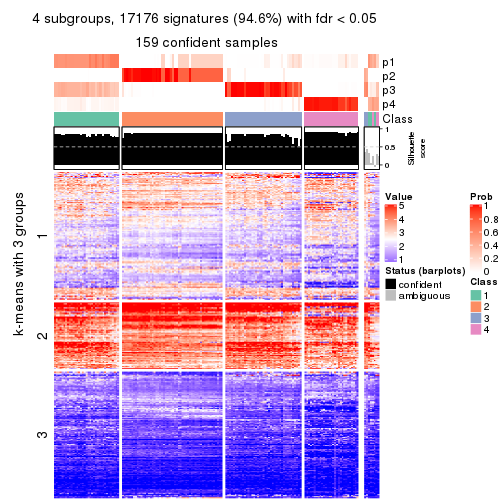 4 subgroups, 17176 signatures (94.6%) with fdr < 0.05
159 confident samples
p1
p2
p3
p4
Class
1
0.5
0
Silhouette
score
k-means with 3 groups
1
2
3
Value
5
4
3
2
1
Status (barplots)
confident
ambiguous
Prob
1
0.8
0.6
0.4
0.2
0
Class
1
2
3
4